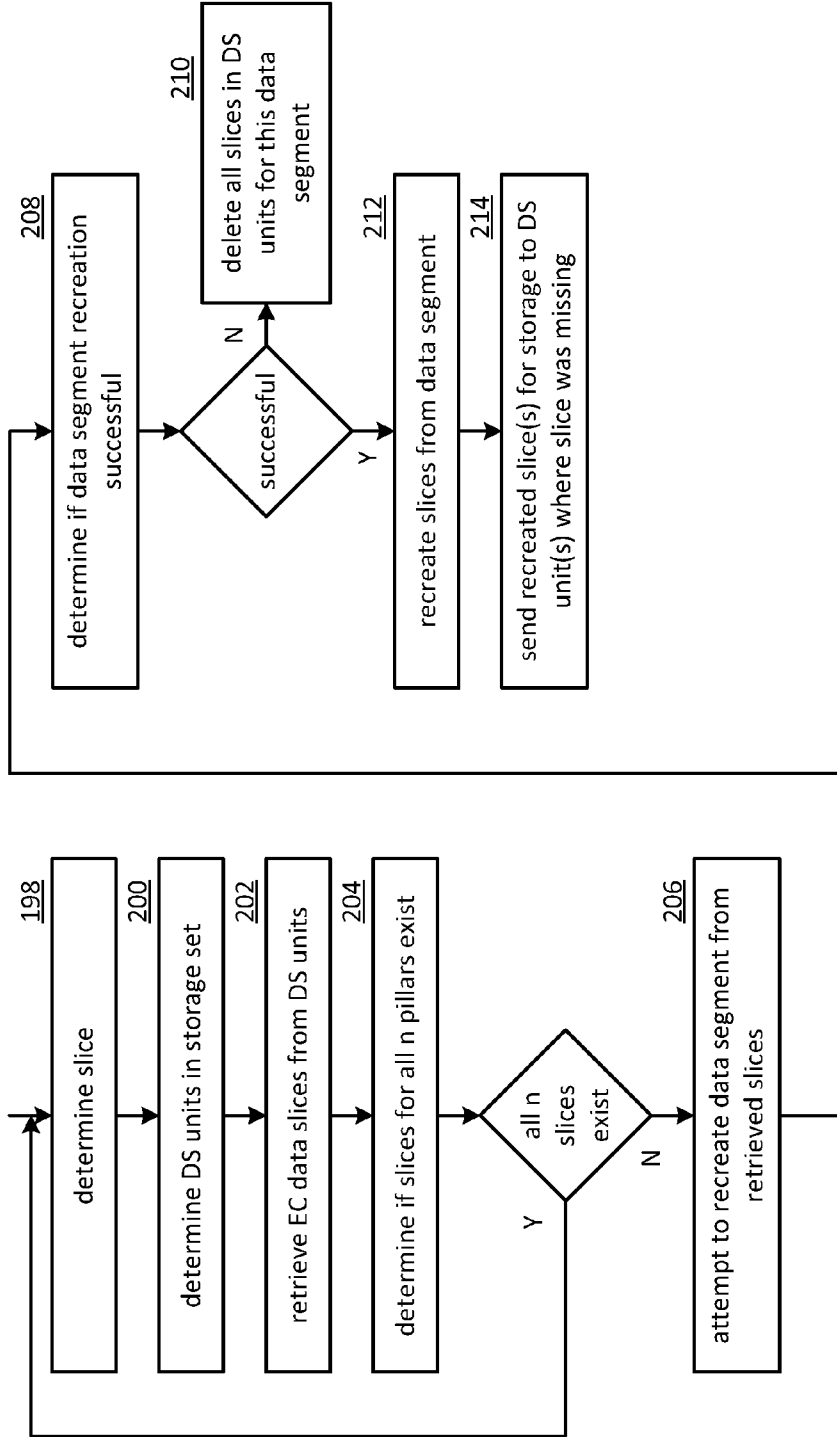 198
determine slice
200
determine DS units in storage set
202
retrieve EC data slices from DS units
204
determine if slices for all n pillars exist
all n
slices
exist
Y
N
206
attempt to recreate data segment from
retrieved slices
208
determine if data segment recreation
successful
successful
N
Y
210
delete all slices in DS
units for this data
segment
212
recreate slices from data segment
214
send recreated slice(s) for storage to DS
unit(s) where slice was missing